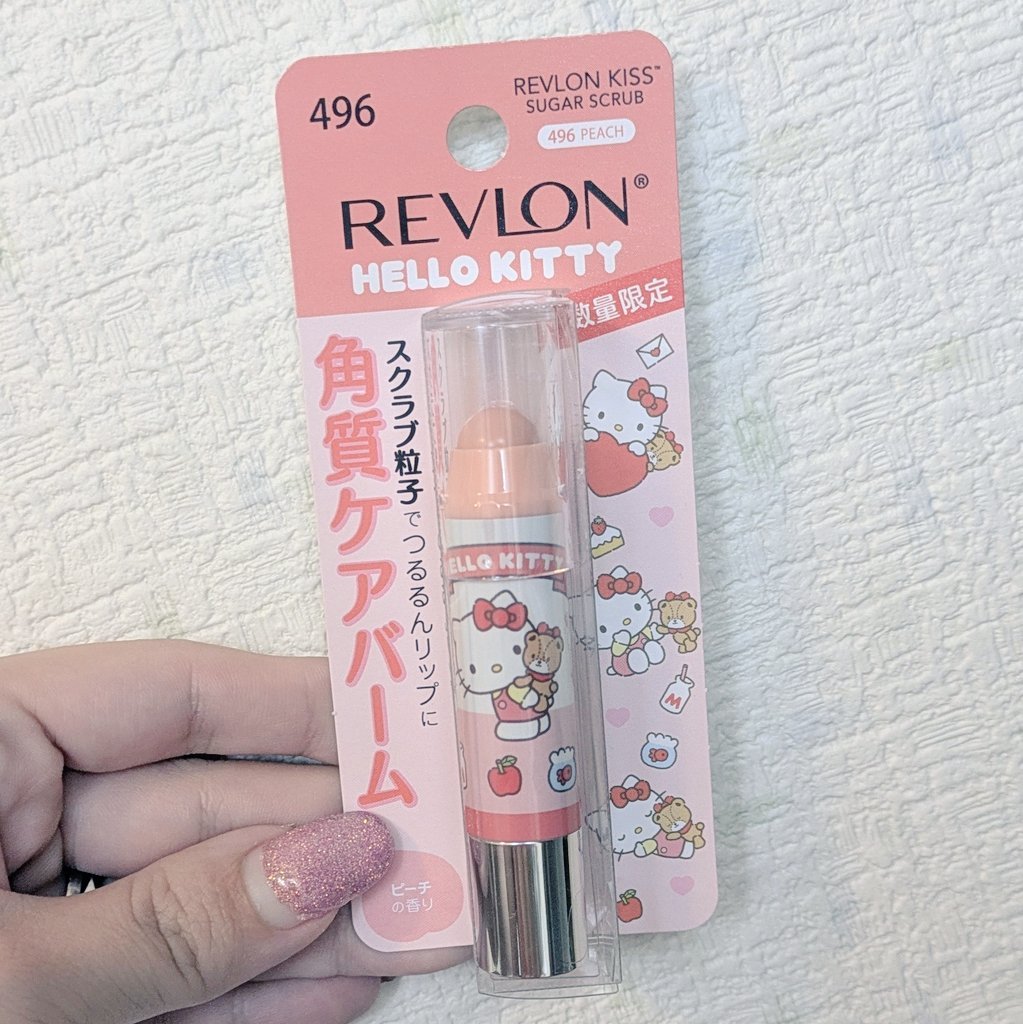 496
REVLON KISS™
SUGAR SCRUB
496 PEACH
REVLON®
HELLO KITTY
数量限定
スクラブ粒子でつるるんリップに
角質ケアバーム
HELLO KITTY
M
ピーチ
の香り